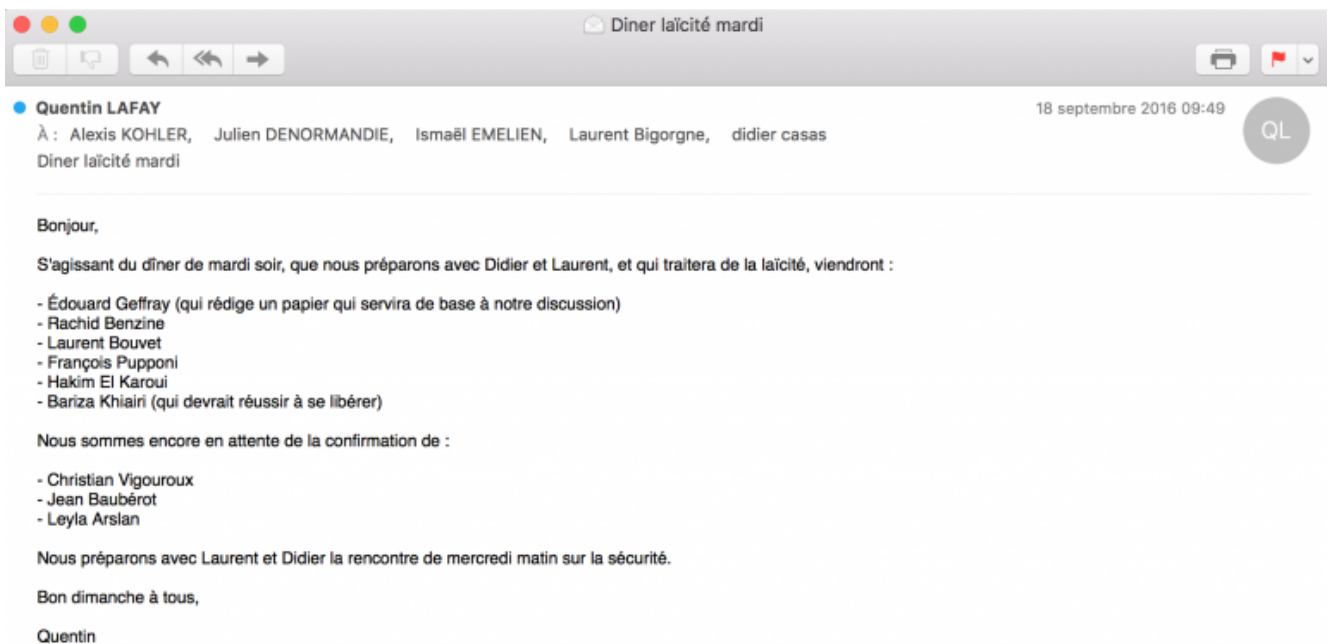 Diner laïcité mardi
Quentin LAFAY
18 septembre 2016 09:49
QL
À : Alexis KOHLER, Julien DENORMANDIE, Ismaël EMELIEN, Laurent Bigorgne, didier casas
Diner laïcité mardi
Bonjour,
S'agissant du dîner de mardi soir, que nous préparons avec Didier et Laurent, et qui traitera de la laïcité, viendront :
- Édouard Geffray (qui rédige un papier qui servira de base à notre discussion)
- Rachid Benzine
- Laurent Bouvet
- François Pupponi
- Hakim El Karoui
- Bariza Khiairi (qui devrait réussir à se libérer)
Nous sommes encore en attente de la confirmation de :
- Christian Vigouroux
- Jean Baubérot
- Leyla Arslan
Nous préparons avec Laurent et Didier la rencontre de mercredi matin sur la sécurité.
Bon dimanche à tous,
Quentin